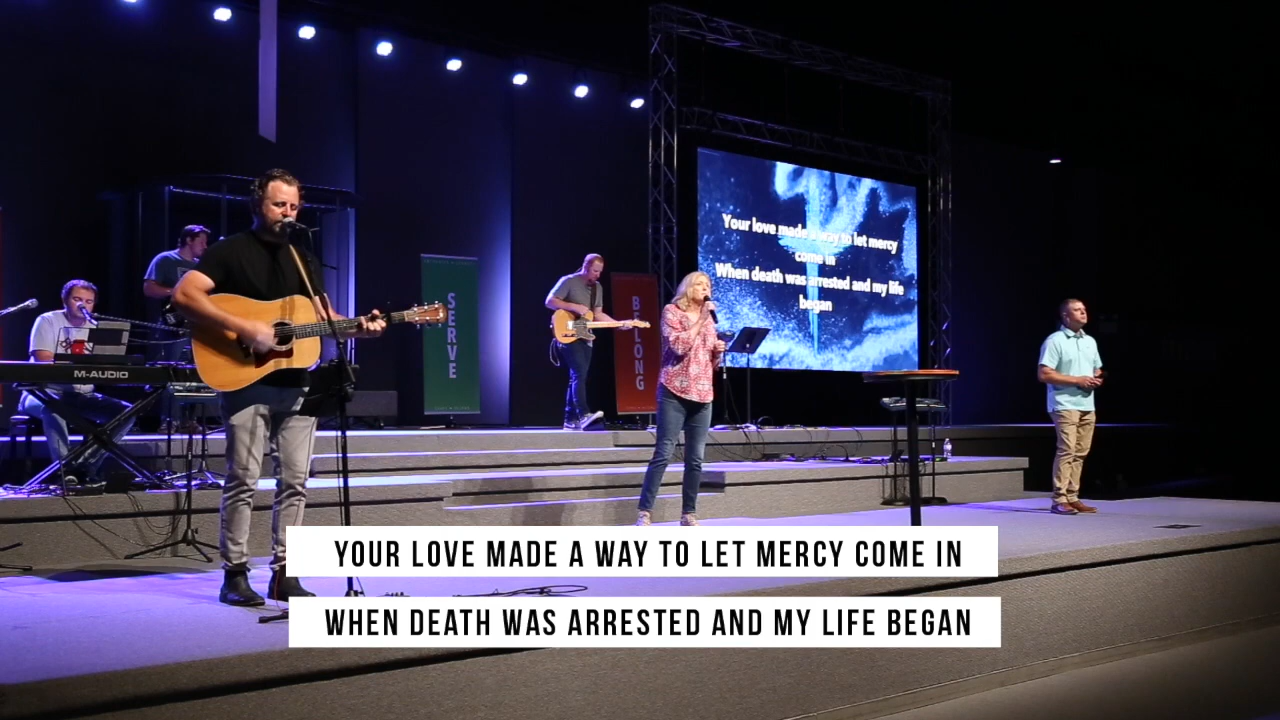 SERVE
BELONG
Your love made a way to let mercy
come in
When death was arrested and my life
began
M-AUDIO
YOUR LOVE MADE A WAY TO LET MERCY COME IN
WHEN DEATH WAS ARRESTED AND MY LIFE BEGAN